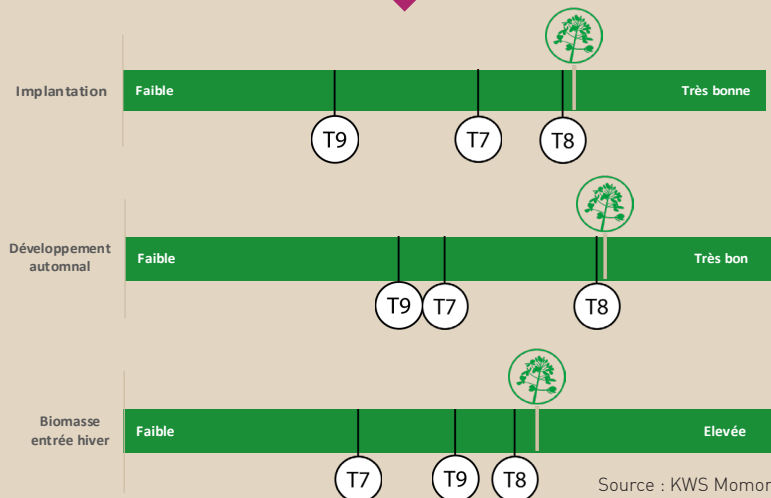 Implantation
Faible
Très bonne
T9
T7
T8
Développement
automnal
Faible
Très bon
T9
T7
T8
Biomasse
entrée hiver
Faible
Elevée
T7
T9
T8
Source : KWS Momon